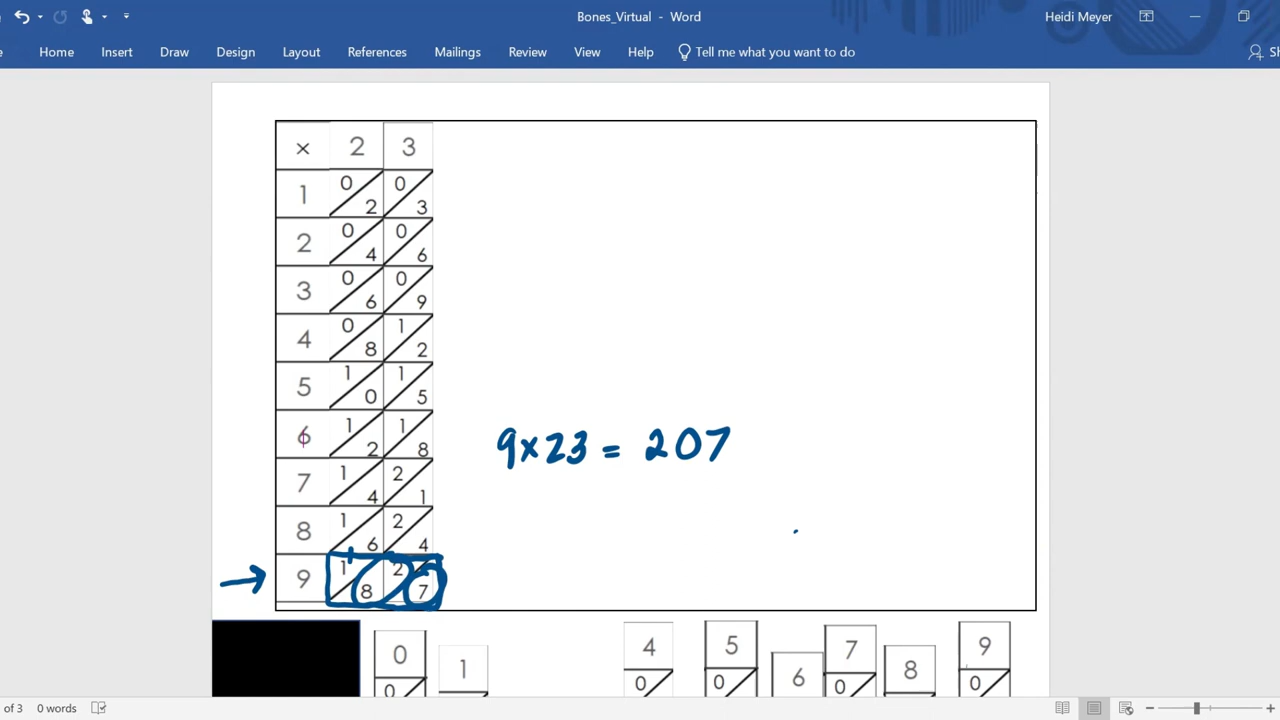 Bones_Virtual - Word
Heidi Meyer
Home Insert Draw Design Layout References Mailings Review View Help Tell me what you want to do
× 2 3
1 0 2 0 3
2 0 4 0 6
3 0 6 0 9
4 0 8 1 2
5 1 0 1 5
6 1 2 1 8
7 1 4 2 1
8 1 6 2 4
9 1 8 2 7
9×23 = 207
0 1 4 5 6 7 8 9
0 0 0 0 0
of 3 0 words